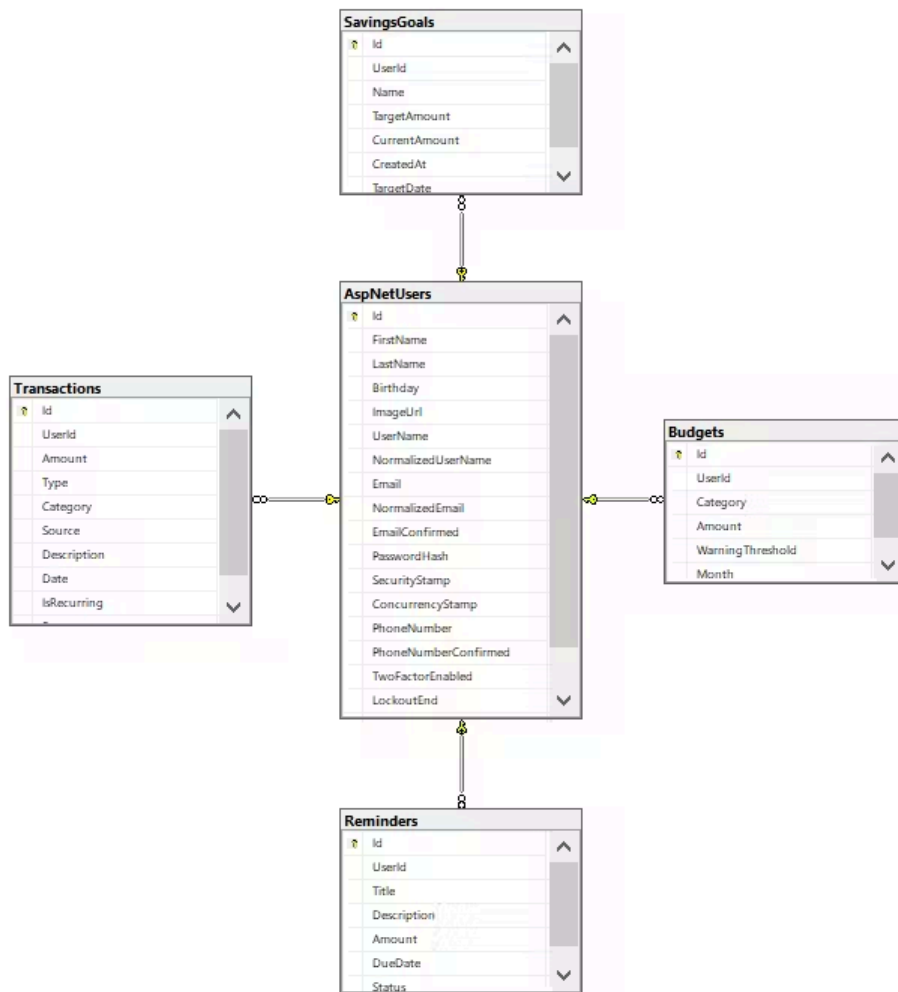 SavingsGoals
Id
UserId
Name
TargetAmount
CurrentAmount
CreatedAt
TargetDate
AspNetUsers
Id
FirstName
LastName
Birthday
ImageUrl
UserName
NormalizedUserName
Email
NormalizedEmail
EmailConfirmed
PasswordHash
SecurityStamp
ConcurrencyStamp
PhoneNumber
PhoneNumberConfirmed
TwoFactorEnabled
LockoutEnd
Transactions
Id
UserId
Amount
Type
Category
Source
Description
Date
IsRecurring
Budgets
Id
UserId
Category
Amount
WarningThreshold
Month
Reminders
Id
UserId
Title
Description
Amount
DueDate
Status